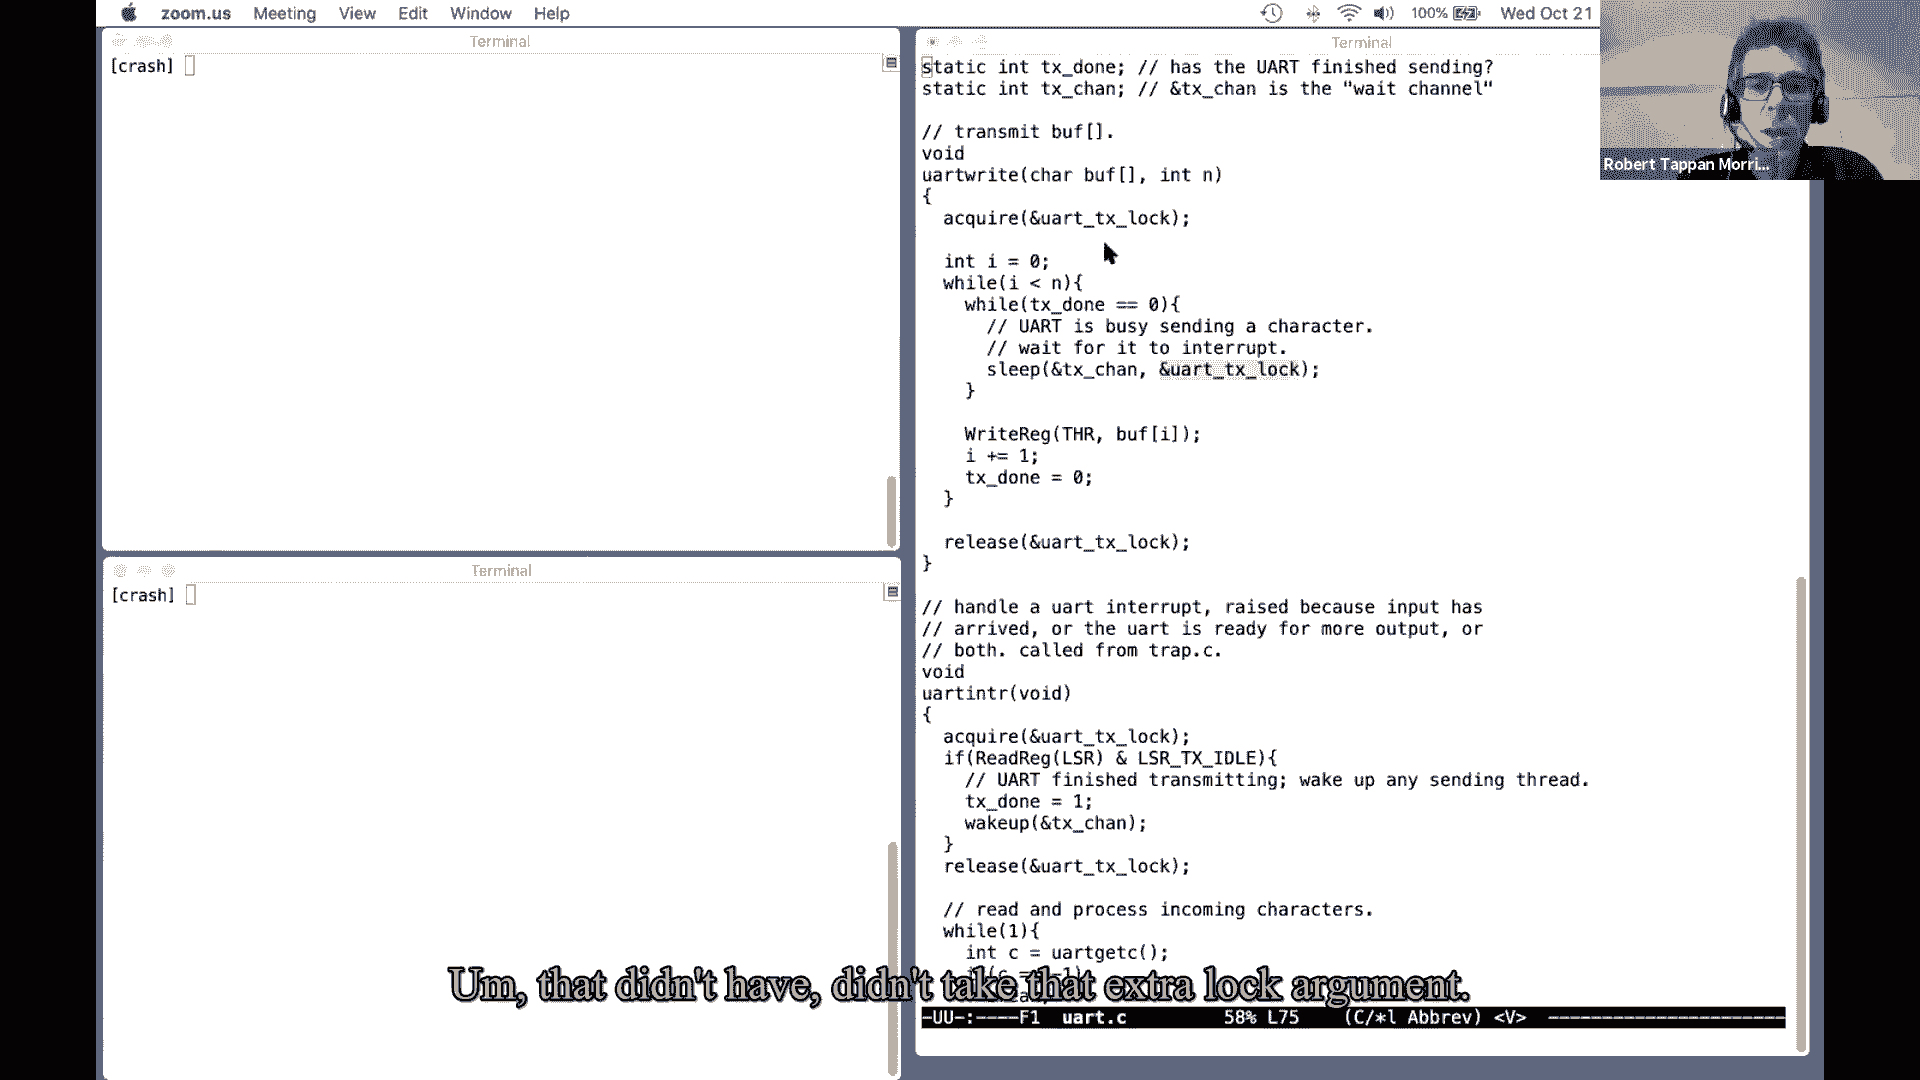 zoom.us Meeting View Edit Window Help 100% Wed Oct 21
Terminal
[crash]
Terminal
[crash]
Terminal
static int tx_done; // has the UART finished sending?
static int tx_chan; // &tx_chan is the "wait channel"
// transmit buf[].
void
uartwrite(char buf[], int n)
{
acquire(&uart_tx_lock);
int i = 0;
while(i < n){
while(tx_done == 0){
// UART is busy sending a character.
// wait for it to interrupt.
sleep(&tx_chan, &uart_tx_lock);
}
WriteReg(THR, buf[i]);
i += 1;
tx_done = 0;
}
release(&uart_tx_lock);
}
// handle a uart interrupt, raised because input has
// arrived, or the uart is ready for more output, or
// both. called from trap.c.
void
uartintr(void)
{
acquire(&uart_tx_lock);
if(ReadReg(LSR) & LSR_TX_IDLE){
// UART finished transmitting; wake up any sending thread.
tx_done = 1;
wakeup(&tx_chan);
}
release(&uart_tx_lock);
// read and process incoming characters.
while(1){
int c = uartgetc();
-UU-:----F1 uart.c 58% L75 (C/*l Abbrev) <V> ----------------------
Robert Tappan Morri...
Um, that didn't have, didn't take that extra lock argument.